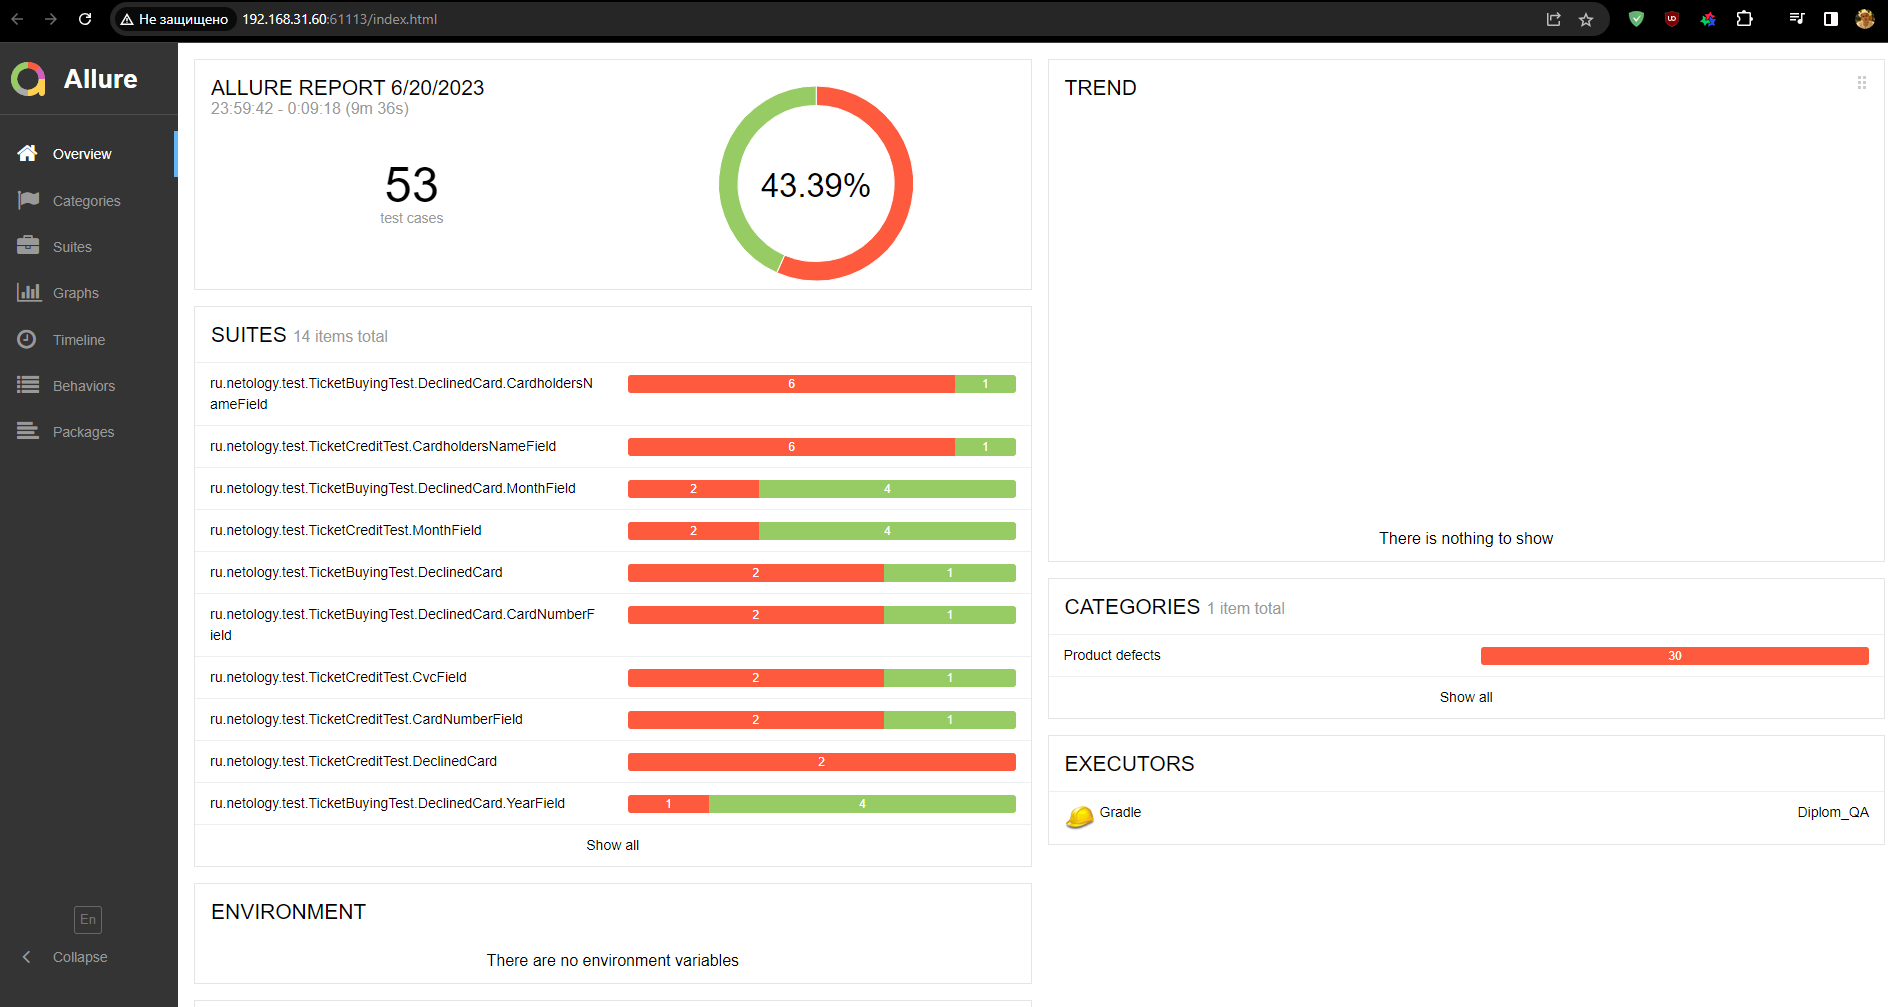 Не защищено
192.168.31.60:61113/index.html
Allure
Overview
Categories
Suites
Graphs
Timeline
Behaviors
Packages
En
Collapse
ALLURE REPORT 6/20/2023
23:59:42 - 0:09:18 (9m 36s)
53
test cases
43.39%
SUITES 14 items total
ru.netology.test.TicketBuyingTest.DeclinedCard.CardholdersN
ameField
6 1
ru.netology.test.TicketCreditTest.CardholdersNameField
6 1
ru.netology.test.TicketBuyingTest.DeclinedCard.MonthField
2 4
ru.netology.test.TicketCreditTest.MonthField
2 4
ru.netology.test.TicketBuyingTest.DeclinedCard
2 1
ru.netology.test.TicketBuyingTest.DeclinedCard.CardNumberF
ield
2 1
ru.netology.test.TicketCreditTest.CvcField
2 1
ru.netology.test.TicketCreditTest.CardNumberField
2 1
ru.netology.test.TicketCreditTest.DeclinedCard
2
ru.netology.test.TicketBuyingTest.DeclinedCard.YearField
1 4
Show all
ENVIRONMENT
There are no environment variables
TREND
There is nothing to show
CATEGORIES 1 item total
Product defects
30
Show all
EXECUTORS
Gradle
Diplom_QA